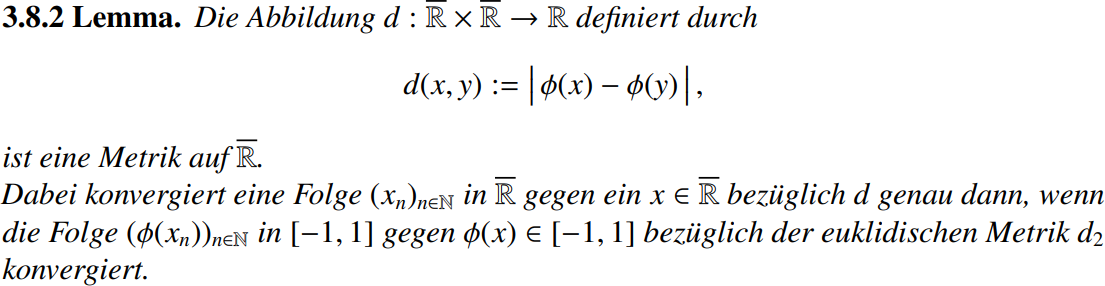 3.8.2 Lemma. Die Abbildung d : ℝ̅ × ℝ̅ → ℝ definiert durch
d(x, y) := | ϕ(x) − ϕ(y) | ,
ist eine Metrik auf ℝ̅.
Dabei konvergiert eine Folge (xₙ)ₙ∈ℕ in ℝ̅ gegen ein x ∈ ℝ̅ bezüglich d genau dann, wenn
die Folge (ϕ(xₙ))ₙ∈ℕ in [−1, 1] gegen ϕ(x) ∈ [−1, 1] bezüglich der euklidischen Metrik d₂
konvergiert.